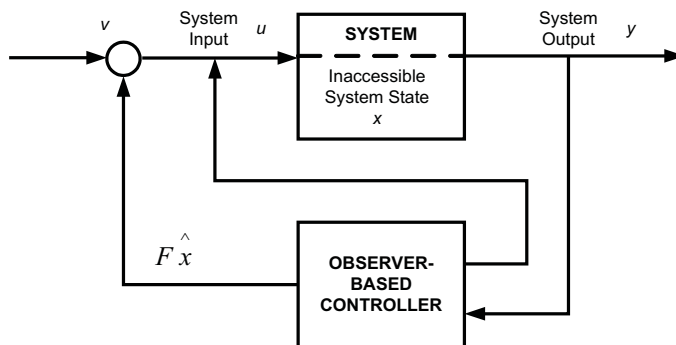 v
System
Input
u
SYSTEM
Inaccessible
System State
x
System
Output
y
F x̂
OBSERVER-
BASED
CONTROLLER